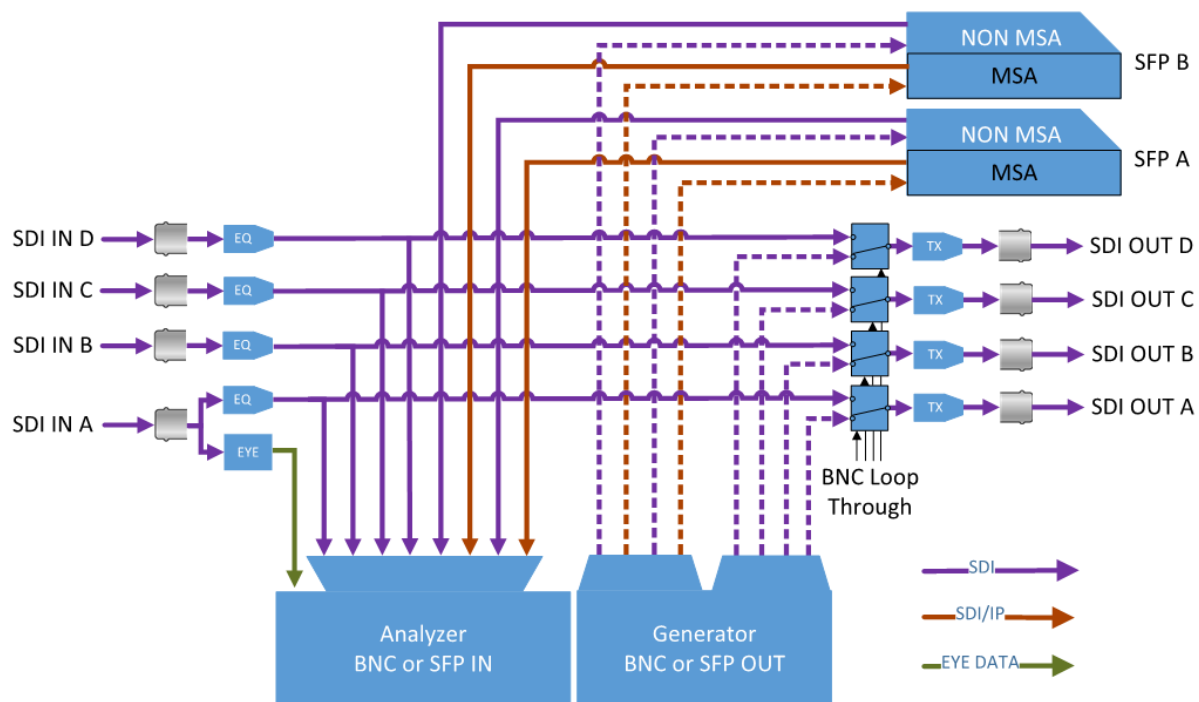 NON MSA
MSA
SFP B
NON MSA
MSA
SFP A
SDI IN D
EQ
TX
SDI OUT D
SDI IN C
EQ
TX
SDI OUT C
SDI IN B
EQ
TX
SDI OUT B
SDI IN A
EQ
EYE
TX
SDI OUT A
BNC Loop
Through
Analyzer
BNC or SFP IN
Generator
BNC or SFP OUT
SDI
SDI/IP
EYE DATA